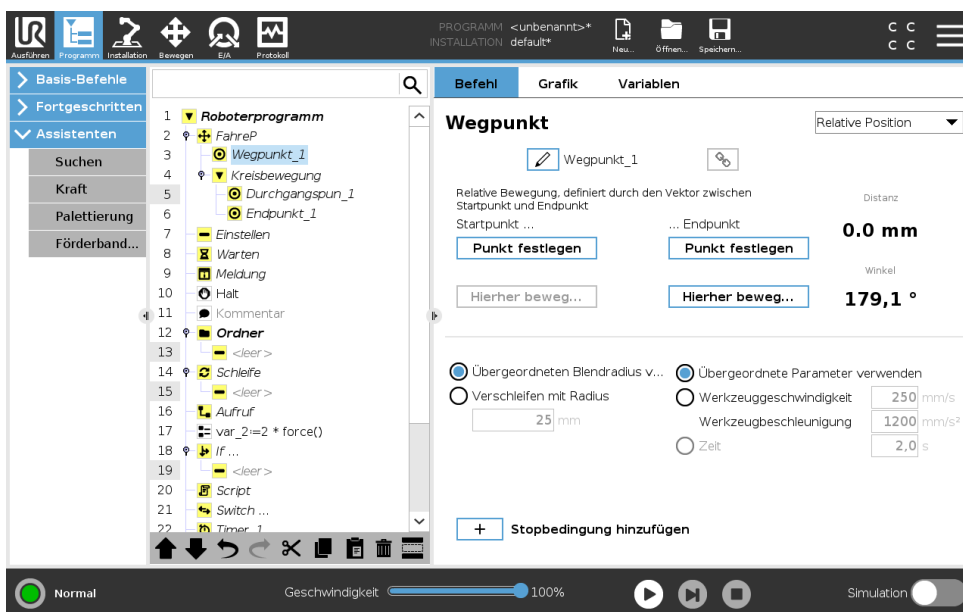 UR
PROGRAMM <unbenannt>*
INSTALLATION default*
C C
C C
Ausführen Programm Installation Bewegen E/A Protokoll Neu... Öffnen... Speichern...
Basis-Befehle
Fortgeschritten
Assistenten
Suchen
Kraft
Palettierung
Förderband...
1 Roboterprogramm
2 FahreP
3 Wegpunkt_1
4 Kreisbewegung
5 Durchgangspun_1
6 Endpunkt_1
7 Einstellen
8 Warten
9 Meldung
10 Halt
11 Kommentar
12 Ordner
13 <leer>
14 Schleife
15 <leer>
16 Aufruf
17 var_2:=2 * force()
18 If ...
19 <leer>
20 Script
21 Switch ...
22 Timer_1
Befehl Grafik Variablen
Wegpunkt Relative Position
Wegpunkt_1
Relative Bewegung, definiert durch den Vektor zwischen
Startpunkt und Endpunkt
Distanz
Startpunkt ... ... Endpunkt
0.0 mm
Punkt festlegen Punkt festlegen
Winkel
Hierher beweg... Hierher beweg... 179,1 °
Übergeordneten Blendradius v... Übergeordnete Parameter verwenden
Verschleifen mit Radius Werkzeuggeschwindigkeit 250 mm/s
25 mm Werkzeugbeschleunigung 1200 mm/s²
Zeit 2,0 s
+ Stopbedingung hinzufügen
Normal Geschwindigkeit 100% Simulation